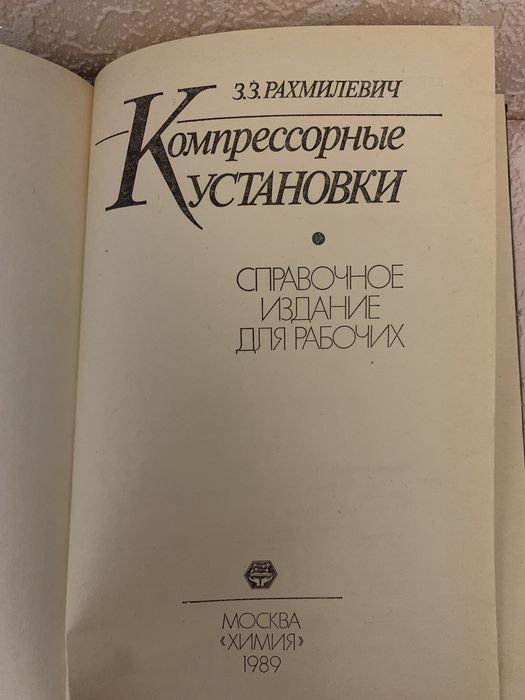 З.З.РАХМИЛЕВИЧ
Компрессорные
установки
СПРАВОЧНОЕ
ИЗДАНИЕ
ДЛЯ РАБОЧИХ
МОСКВА
«ХИМИЯ»
1989